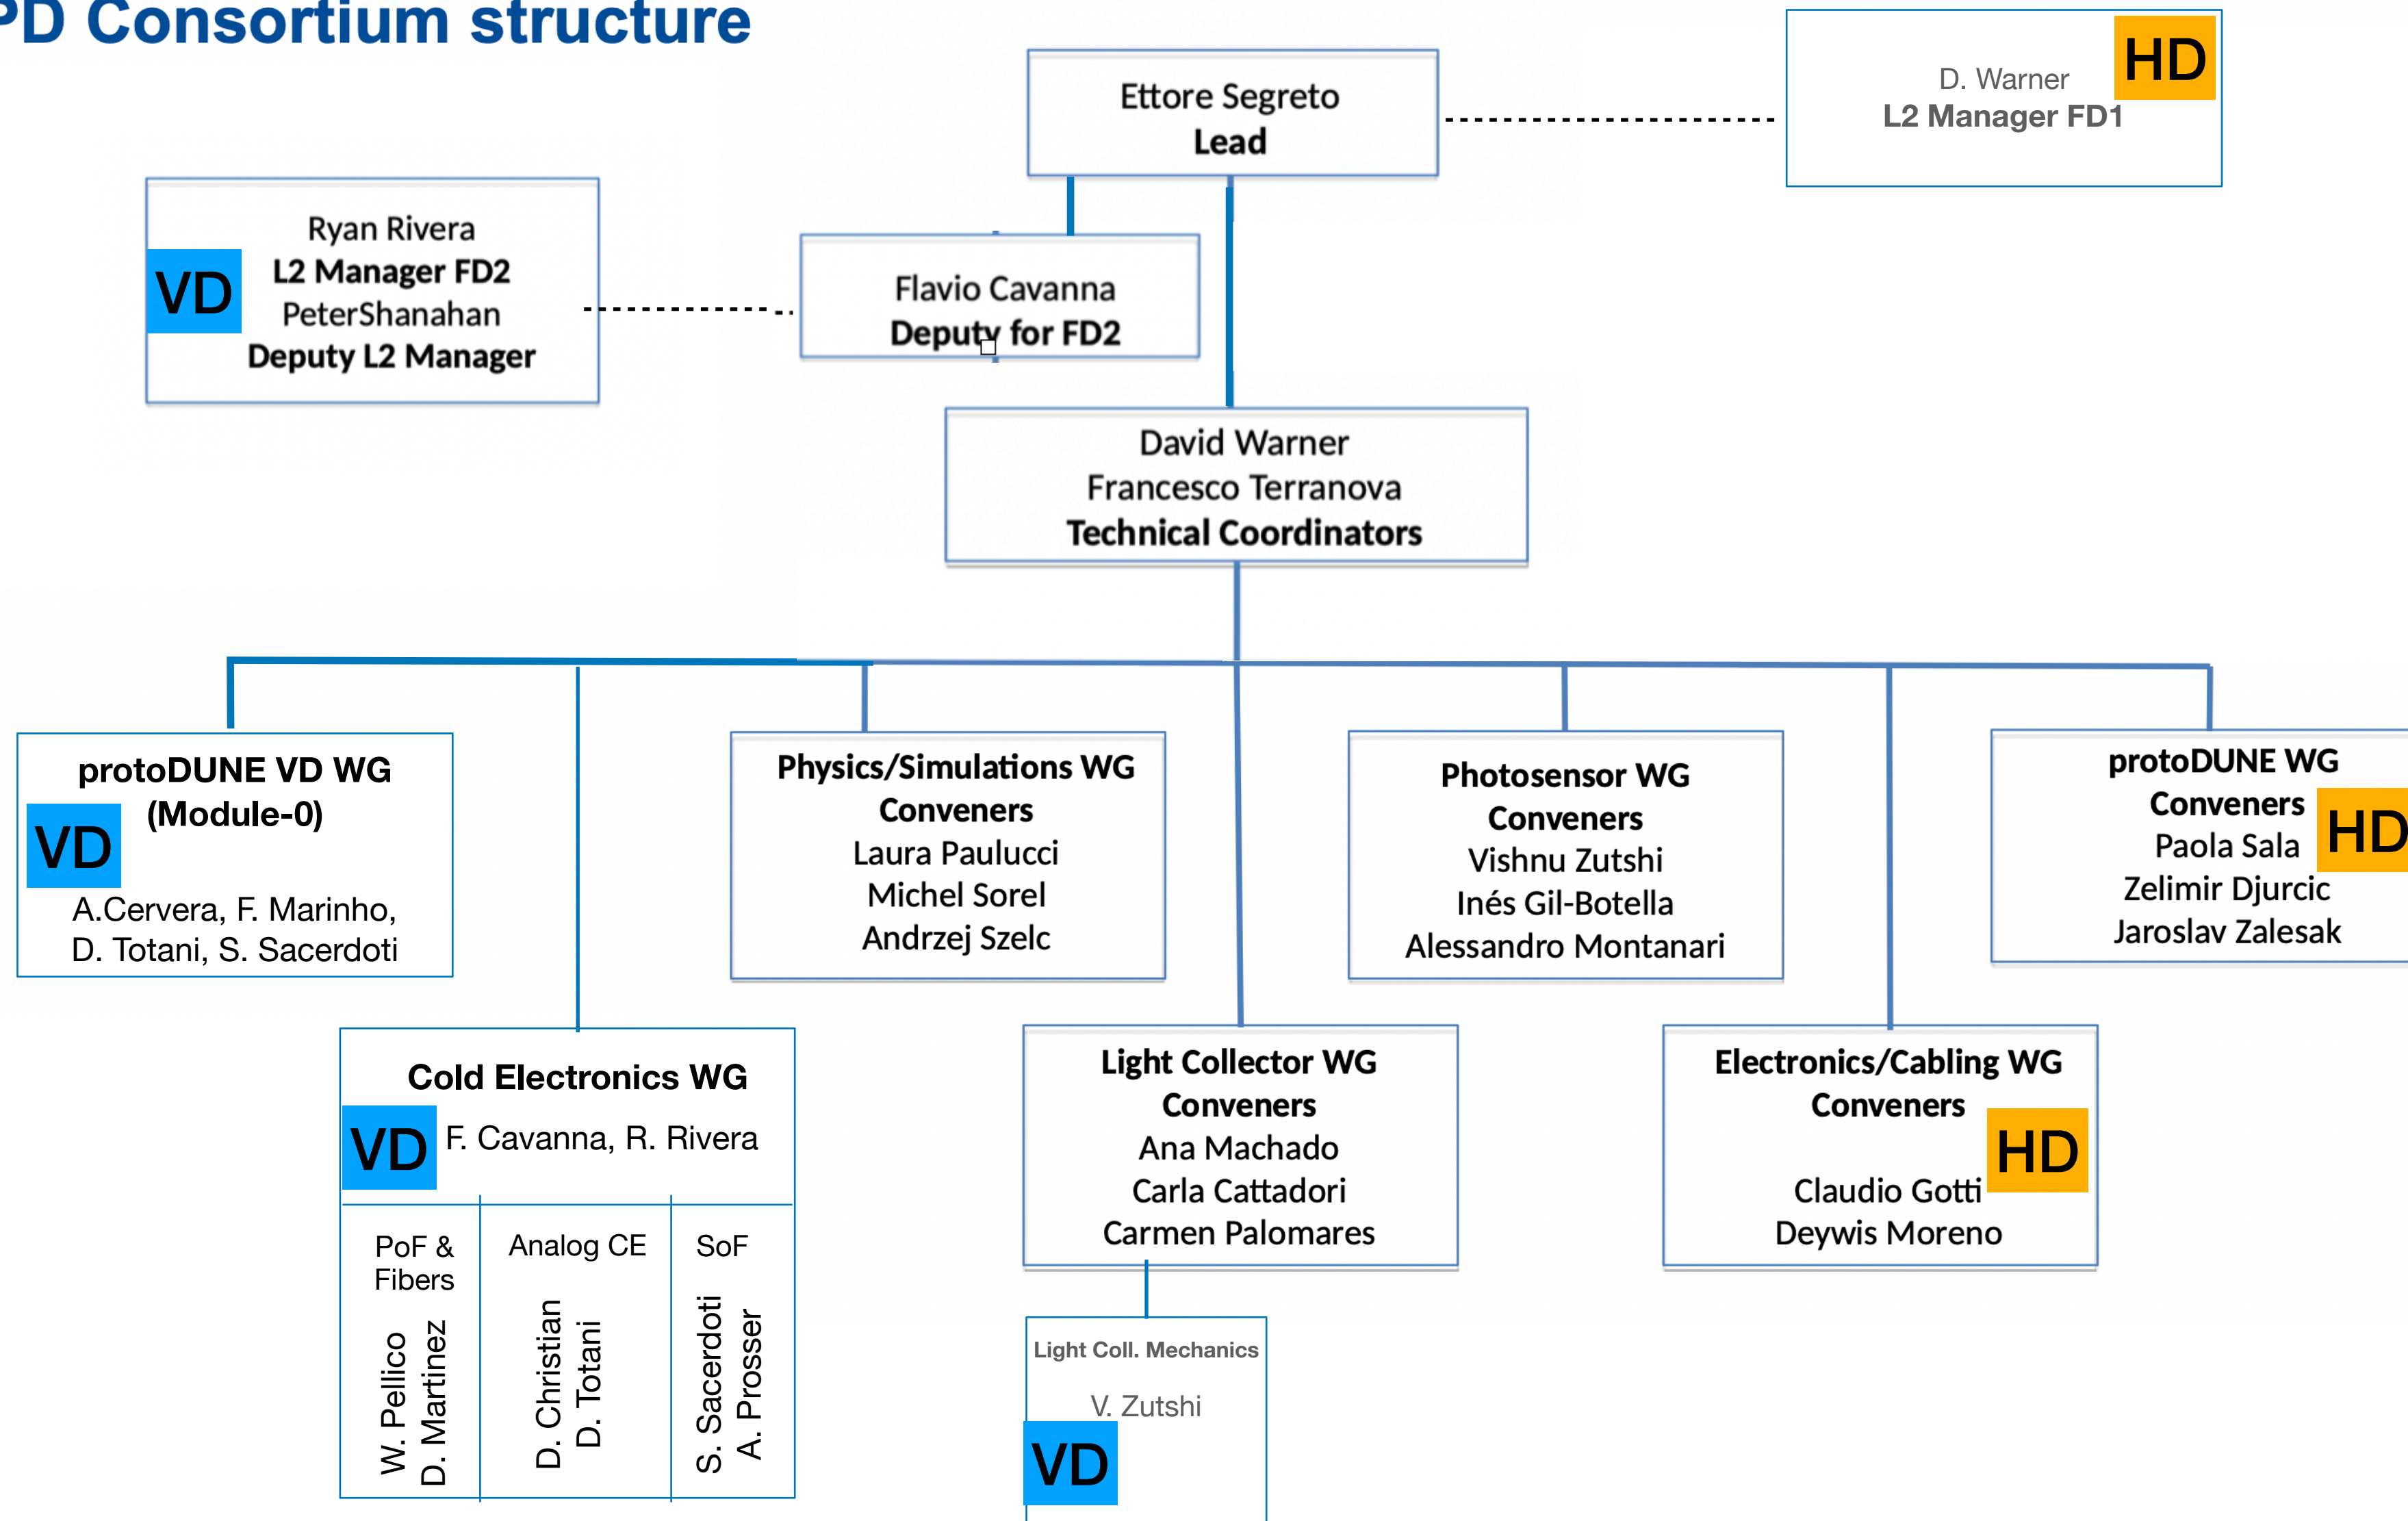 PD Consortium structure
HD
D. Warner
L2 Manager FD1
Ettore Segreto
Lead
Ryan Rivera
L2 Manager FD2
PeterShanahan
Deputy L2 Manager
VD
Flavio Cavanna
Deputy for FD2
David Warner
Francesco Terranova
Technical Coordinators
protoDUNE VD WG
(Module-0)
VD
A.Cervera, F. Marinho,
D. Totani, S. Sacerdoti
Physics/Simulations WG
Conveners
Laura Paulucci
Michel Sorel
Andrzej Szelc
Photosensor WG
Conveners
Vishnu Zutshi
Inés Gil-Botella
Alessandro Montanari
protoDUNE WG
Conveners
HD
Paola Sala
Zelimir Djurcic
Jaroslav Zalesak
Cold Electronics WG
VD
F. Cavanna, R. Rivera
PoF &
Fibers
W. Pellico
D. Martinez
Analog CE
D. Christian
D. Totani
SoF
S. Sacerdoti
A. Prosser
Light Collector WG
Conveners
Ana Machado
Carla Cattadori
Carmen Palomares
Electronics/Cabling WG
Conveners
HD
Claudio Gotti
Deywis Moreno
Light Coll. Mechanics
V. Zutshi
VD